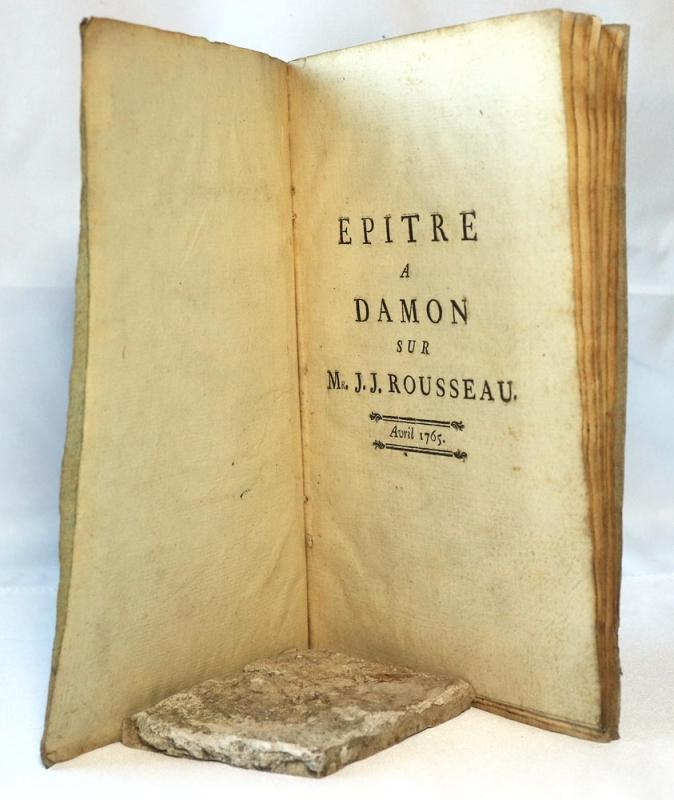 EPITRE
A
DAMON
SUR
MR. J. J. ROUSSEAU.
Avril 1765.